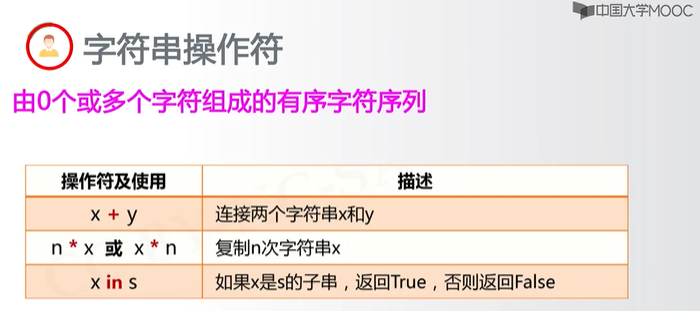 中国大学MOOC
字符串操作符
由0个或多个字符组成的有序字符序列
操作符及使用 描述
x + y 连接两个字符串x和y
n * x 或 x * n 复制n次字符串x
x in s 如果x是s的子串，返回True，否则返回False